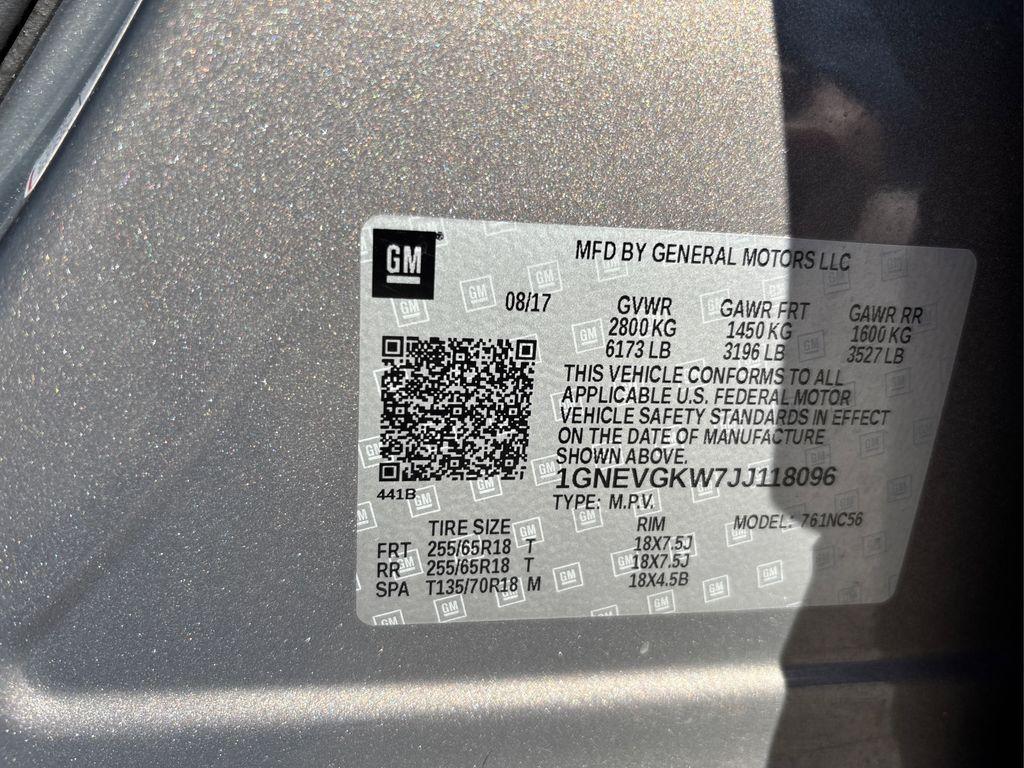 GM
MFD BY GENERAL MOTORS LLC
08/17 GVWR GAWR FRT GAWR RR
2800 KG 1450 KG 1600 KG
6173 LB 3196 LB 3527 LB
THIS VEHICLE CONFORMS TO ALL
APPLICABLE U.S. FEDERAL MOTOR
VEHICLE SAFETY STANDARDS IN EFFECT
ON THE DATE OF MANUFACTURE
SHOWN ABOVE.
1GNEVGKW7JJ118096
441B
TYPE: M.P.V.
TIRE SIZE RIM MODEL: 761NC56
FRT 255/65R18 T 18X7.5J
RR 255/65R18 T 18X7.5J
SPA T135/70R18 M 18X4.5B